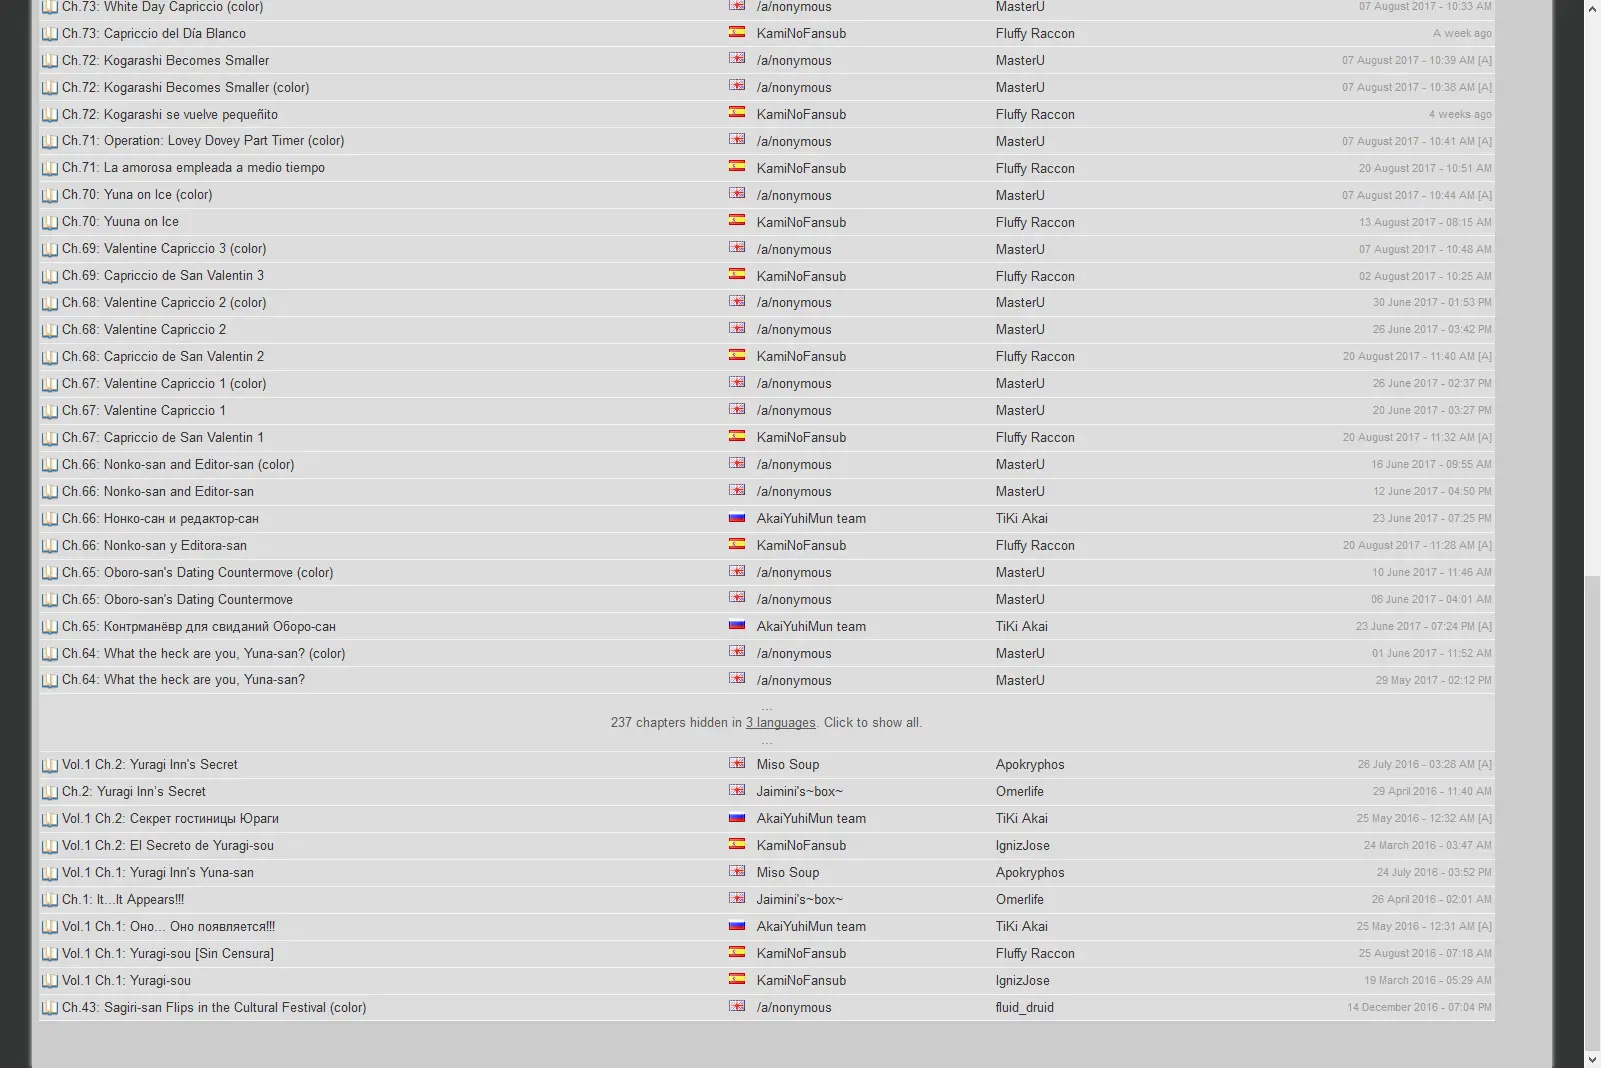 Ch.73: White Day Capriccio (color) /a/nonymous MasterU 07 August 2017 - 10:33 AM
Ch.73: Capriccio del Día Blanco KamiNoFansub Fluffy Raccon A week ago
Ch.72: Kogarashi Becomes Smaller /a/nonymous MasterU 07 August 2017 - 10:39 AM [A]
Ch.72: Kogarashi Becomes Smaller (color) /a/nonymous MasterU 07 August 2017 - 10:38 AM [A]
Ch.72: Kogarashi se vuelve pequeñito KamiNoFansub Fluffy Raccon 4 weeks ago
Ch.71: Operation: Lovey Dovey Part Timer (color) /a/nonymous MasterU 07 August 2017 - 10:41 AM [A]
Ch.71: La amorosa empleada a medio tiempo KamiNoFansub Fluffy Raccon 20 August 2017 - 10:51 AM
Ch.70: Yuna on Ice (color) /a/nonymous MasterU 07 August 2017 - 10:44 AM [A]
Ch.70: Yuuna on Ice KamiNoFansub Fluffy Raccon 13 August 2017 - 08:15 AM
Ch.69: Valentine Capriccio 3 (color) /a/nonymous MasterU 07 August 2017 - 10:48 AM
Ch.69: Capriccio de San Valentin 3 KamiNoFansub Fluffy Raccon 02 August 2017 - 10:25 AM
Ch.68: Valentine Capriccio 2 (color) /a/nonymous MasterU 30 June 2017 - 01:53 PM
Ch.68: Valentine Capriccio 2 /a/nonymous MasterU 26 June 2017 - 03:42 PM
Ch.68: Capriccio de San Valentin 2 KamiNoFansub Fluffy Raccon 20 August 2017 - 11:40 AM [A]
Ch.67: Valentine Capriccio 1 (color) /a/nonymous MasterU 26 June 2017 - 02:37 PM
Ch.67: Valentine Capriccio 1 /a/nonymous MasterU 20 June 2017 - 03:27 PM
Ch.67: Capriccio de San Valentin 1 KamiNoFansub Fluffy Raccon 20 August 2017 - 11:32 AM [A]
Ch.66: Nonko-san and Editor-san (color) /a/nonymous MasterU 16 June 2017 - 09:55 AM
Ch.66: Nonko-san and Editor-san /a/nonymous MasterU 12 June 2017 - 04:50 PM
Ch.66: Нонко-сан и редактор-сан AkaiYuhiMun team TiKi Akai 23 June 2017 - 07:25 PM
Ch.66: Nonko-san y Editora-san KamiNoFansub Fluffy Raccon 20 August 2017 - 11:28 AM [A]
Ch.65: Oboro-san's Dating Countermove (color) /a/nonymous MasterU 10 June 2017 - 11:46 AM
Ch.65: Oboro-san's Dating Countermove /a/nonymous MasterU 06 June 2017 - 04:01 AM
Ch.65: Контрманёвр для свиданий Оборо-сан AkaiYuhiMun team TiKi Akai 23 June 2017 - 07:24 PM [A]
Ch.64: What the heck are you, Yuna-san? (color) /a/nonymous MasterU 01 June 2017 - 11:52 AM
Ch.64: What the heck are you, Yuna-san? /a/nonymous MasterU 29 May 2017 - 02:12 PM
...
237 chapters hidden in 3 languages. Click to show all.
...
Vol.1 Ch.2: Yuragi Inn's Secret Miso Soup Apokryphos 26 July 2016 - 03:28 AM [A]
Ch.2: Yuragi Inn's Secret Jaimini's~box~ Omerlife 29 April 2016 - 11:40 AM
Vol.1 Ch.2: Секрет гостиницы Юраги AkaiYuhiMun team TiKi Akai 25 May 2016 - 12:32 AM [A]
Vol.1 Ch.2: El Secreto de Yuragi-sou KamiNoFansub IgnizJose 24 March 2016 - 03:47 AM
Vol.1 Ch.1: Yuragi Inn's Yuna-san Miso Soup Apokryphos 24 July 2016 - 03:52 PM
Ch.1: It...It Appears!!! Jaimini's~box~ Omerlife 26 April 2016 - 02:01 AM
Vol.1 Ch.1: Оно... Оно появляется!!! AkaiYuhiMun team TiKi Akai 25 May 2016 - 12:31 AM [A]
Vol.1 Ch.1: Yuragi-sou [Sin Censura] KamiNoFansub Fluffy Raccon 25 August 2016 - 07:18 AM
Vol.1 Ch.1: Yuragi-sou KamiNoFansub IgnizJose 19 March 2016 - 05:29 AM
Ch.43: Sagiri-san Flips in the Cultural Festival (color) /a/nonymous fluid_druid 14 December 2016 - 07:04 PM